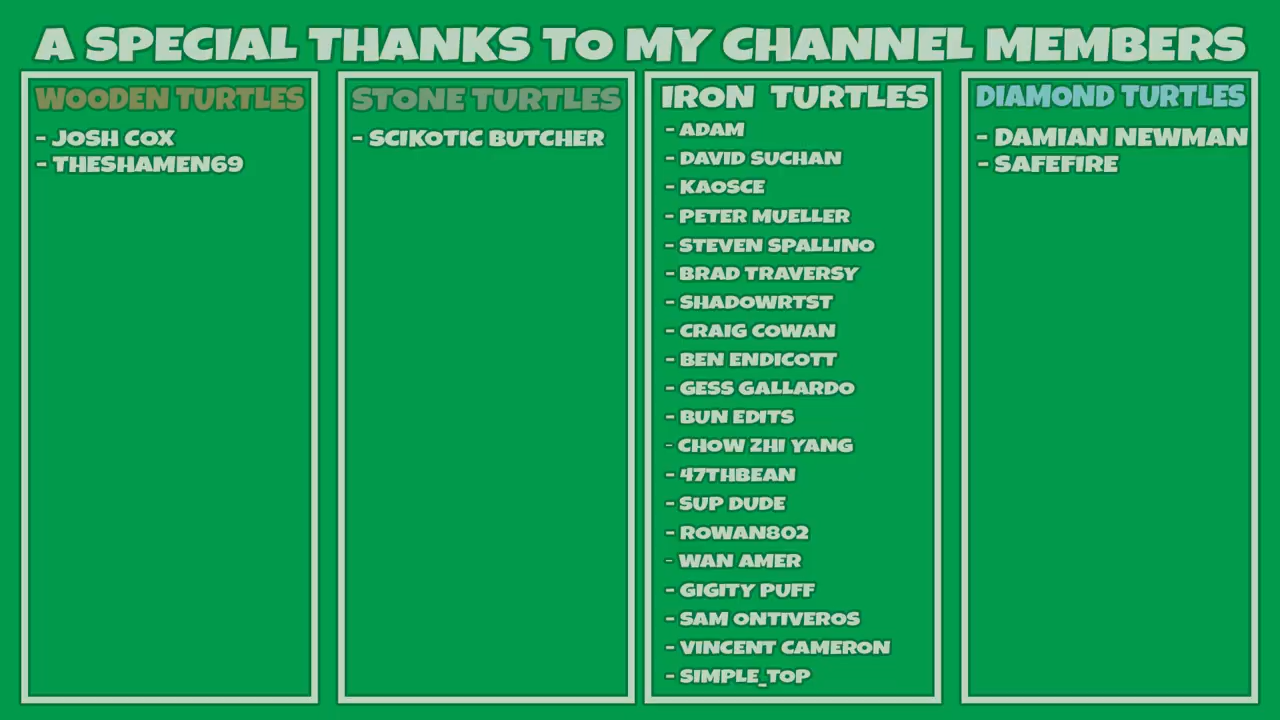 A SPECIAL THANKS TO MY CHANNEL MEMBERS
WOODEN TURTLES
- JOSH COX
- THESHAMEN69
STONE TURTLES
- SCIKOTIC BUTCHER
IRON TURTLES
- ADAM
- DAVID SUCHAN
- KAOSCE
- PETER MUELLER
- STEVEN SPALLINO
- BRAD TRAVERSY
- SHADOWRTST
- CRAIG COWAN
- BEN ENDICOTT
- GESS GALLARDO
- BUN EDITS
- CHOW ZHI YANG
- 47THBEAN
- SUP DUDE
- ROWAN802
- WAN AMER
- GIGITY PUFF
- SAM ONTIVEROS
- VINCENT CAMERON
- SIMPLE_TOP
DIAMOND TURTLES
- DAMIAN NEWMAN
- SAFEFIRE